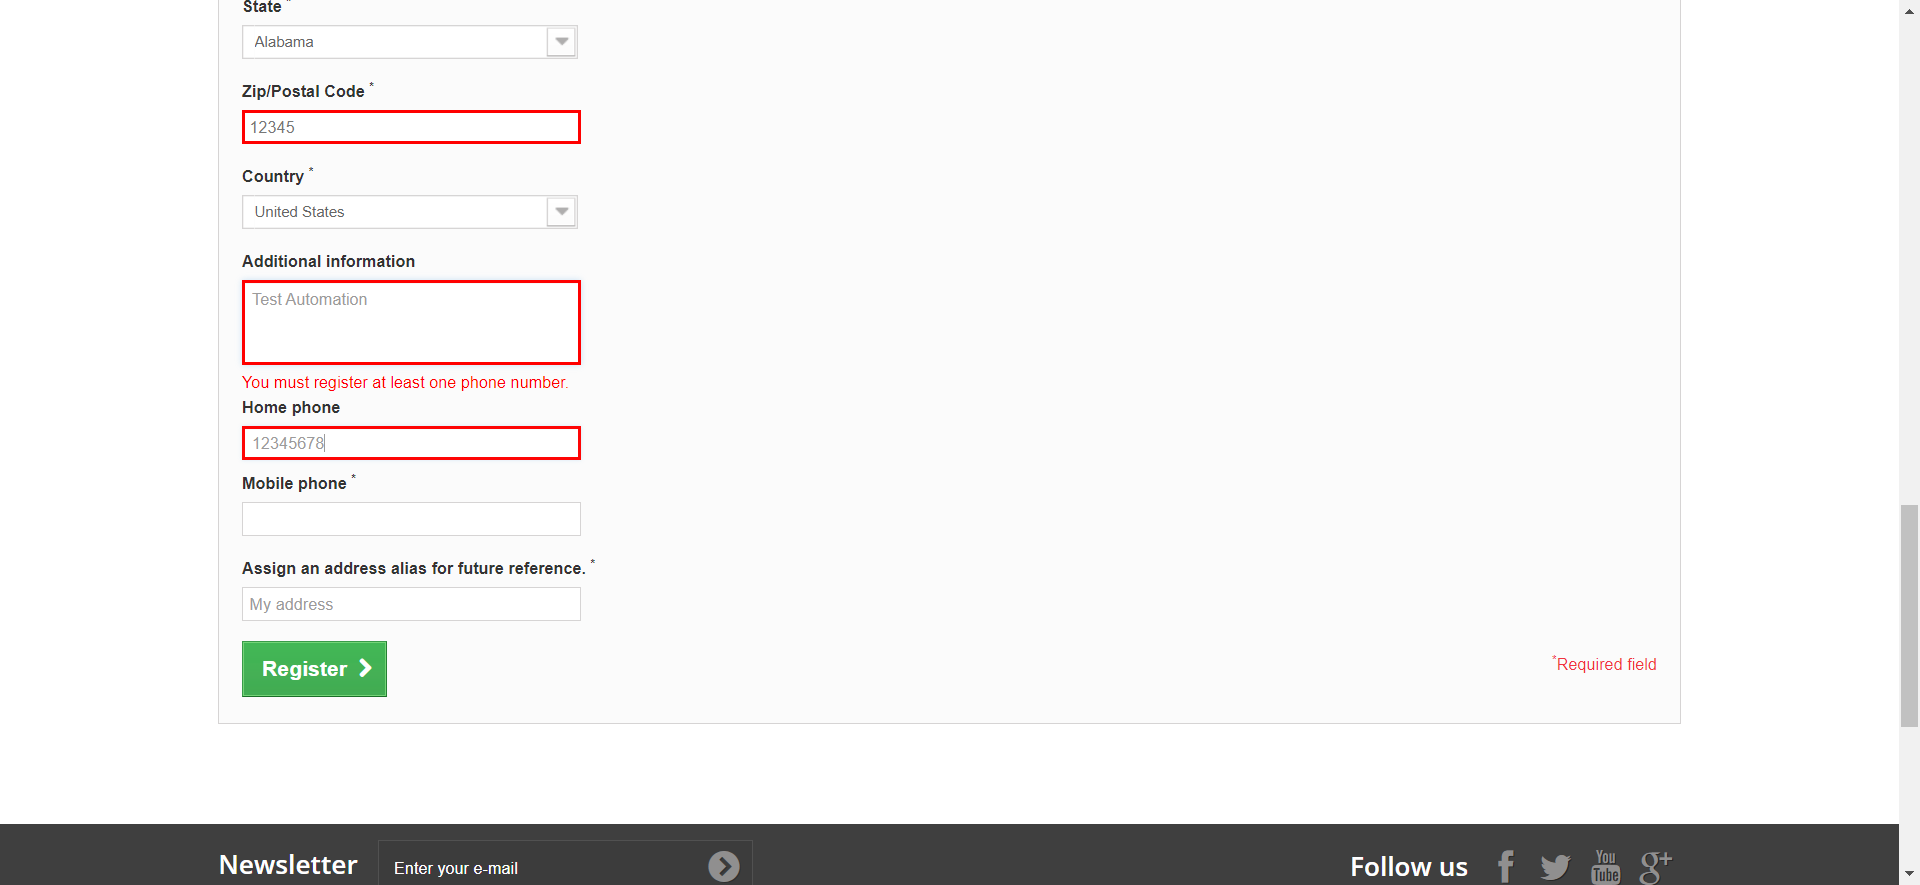 State *
Alabama
Zip/Postal Code *
12345
Country *
United States
Additional information
Test Automation
You must register at least one phone number.
Home phone
12345678
Mobile phone *
Assign an address alias for future reference. *
My address
Register
*Required field
Newsletter
Enter your e-mail
Follow us
f
You
Tube
g+